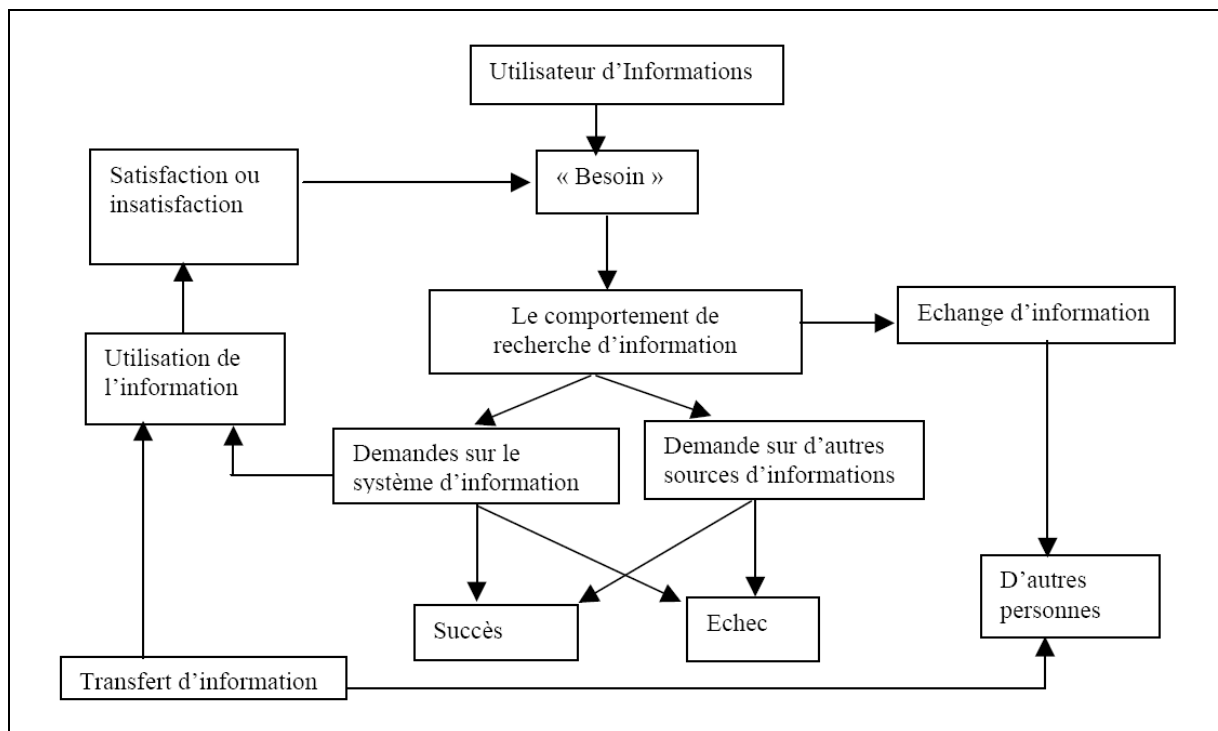 Utilisateur d’Informations
Satisfaction ou
insatisfaction
« Besoin »
Le comportement de
recherche d’information
Echange d’information
Utilisation de
l’information
Demandes sur le
système d’information
Demande sur d’autres
sources d’informations
D’autres
personnes
Succès
Echec
Transfert d’information